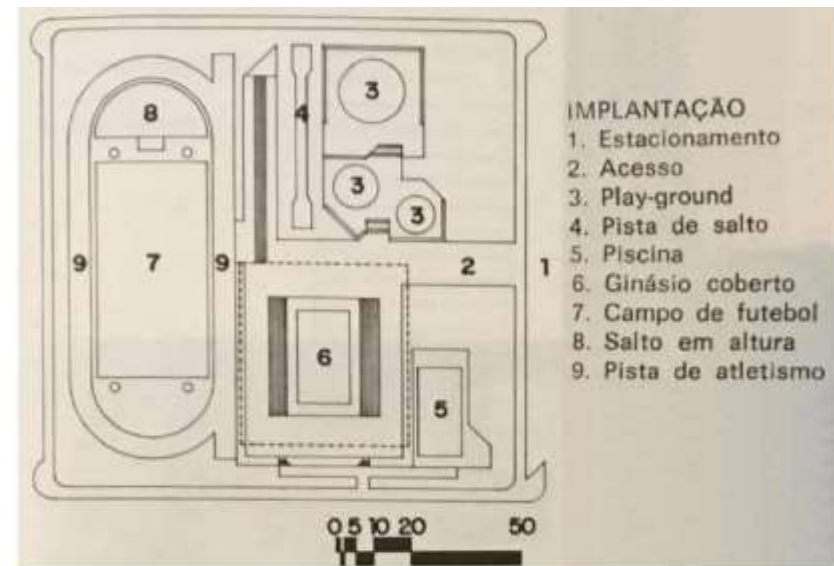 8
3
4
3
3
9
7
9
2
1
6
5
IMPLANTAÇÃO
1. Estacionamento
2. Acesso
3. Play-ground
4. Pista de salto
5. Piscina
6. Ginásio coberto
7. Campo de futebol
8. Salto em altura
9. Pista de atletismo
0 5 10 20 50